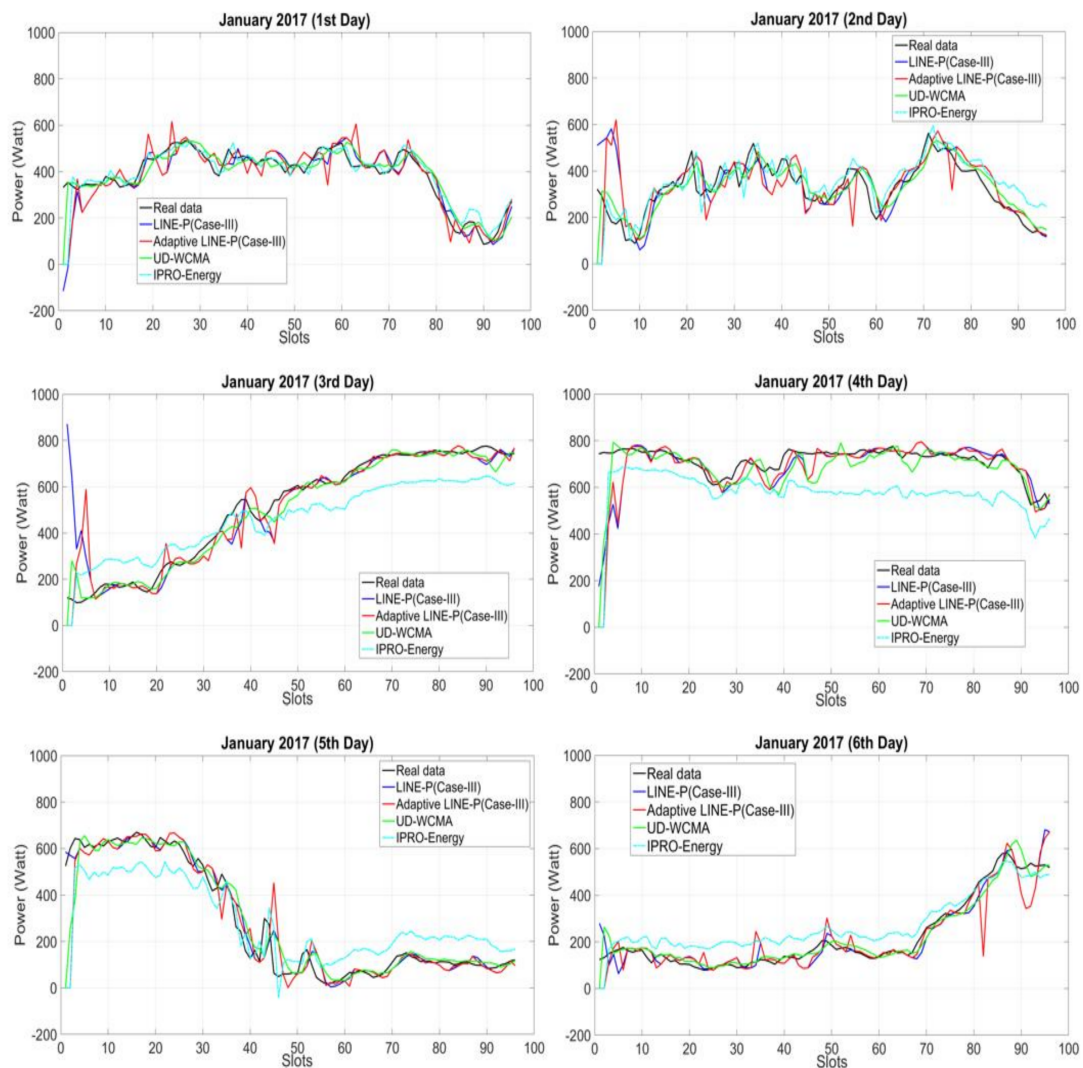 January 2017 (1st Day)
Power (Watt)
1000
800
600
400
200
0
-200
0 10 20 30 40 50 60 70 80 90 100
Slots
Real data
LINE-P(Case-III)
Adaptive LINE-P(Case-III)
UD-WCMA
IPRO-Energy
January 2017 (2nd Day)
Power (Watt)
1000
800
600
400
200
0
-200
0 10 20 30 40 50 60 70 80 90 100
Slots
Real data
LINE-P(Case-III)
Adaptive LINE-P(Case-III)
UD-WCMA
IPRO-Energy
January 2017 (3rd Day)
Power (Watt)
1000
800
600
400
200
0
-200
0 10 20 30 40 50 60 70 80 90 100
Slots
Real data
LINE-P(Case-III)
Adaptive LINE-P(Case-III)
UD-WCMA
IPRO-Energy
January 2017 (4th Day)
Power (Watt)
1000
800
600
400
200
0
-200
0 10 20 30 40 50 60 70 80 90 100
Slots
Real data
LINE-P(Case-III)
Adaptive LINE-P(Case-III)
UD-WCMA
IPRO-Energy
January 2017 (5th Day)
Power (Watt)
1000
800
600
400
200
0
-200
0 10 20 30 40 50 60 70 80 90 100
Slots
Real data
LINE-P(Case-III)
Adaptive LINE-P(Case-III)
UD-WCMA
IPRO-Energy
January 2017 (6th Day)
Power (Watt)
1000
800
600
400
200
0
-200
0 10 20 30 40 50 60 70 80 90 100
Slots
Real data
LINE-P(Case-III)
Adaptive LINE-P(Case-III)
UD-WCMA
IPRO-Energy